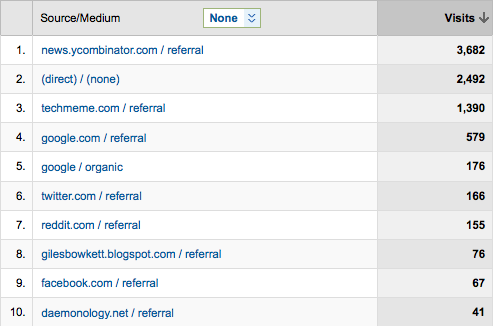 Source/Medium None Visits
1. news.ycombinator.com / referral 3,682
2. (direct) / (none) 2,492
3. techmeme.com / referral 1,390
4. google.com / referral 579
5. google / organic 176
6. twitter.com / referral 166
7. reddit.com / referral 155
8. gilesbowkett.blogspot.com / referral 76
9. facebook.com / referral 67
10. daemonology.net / referral 41